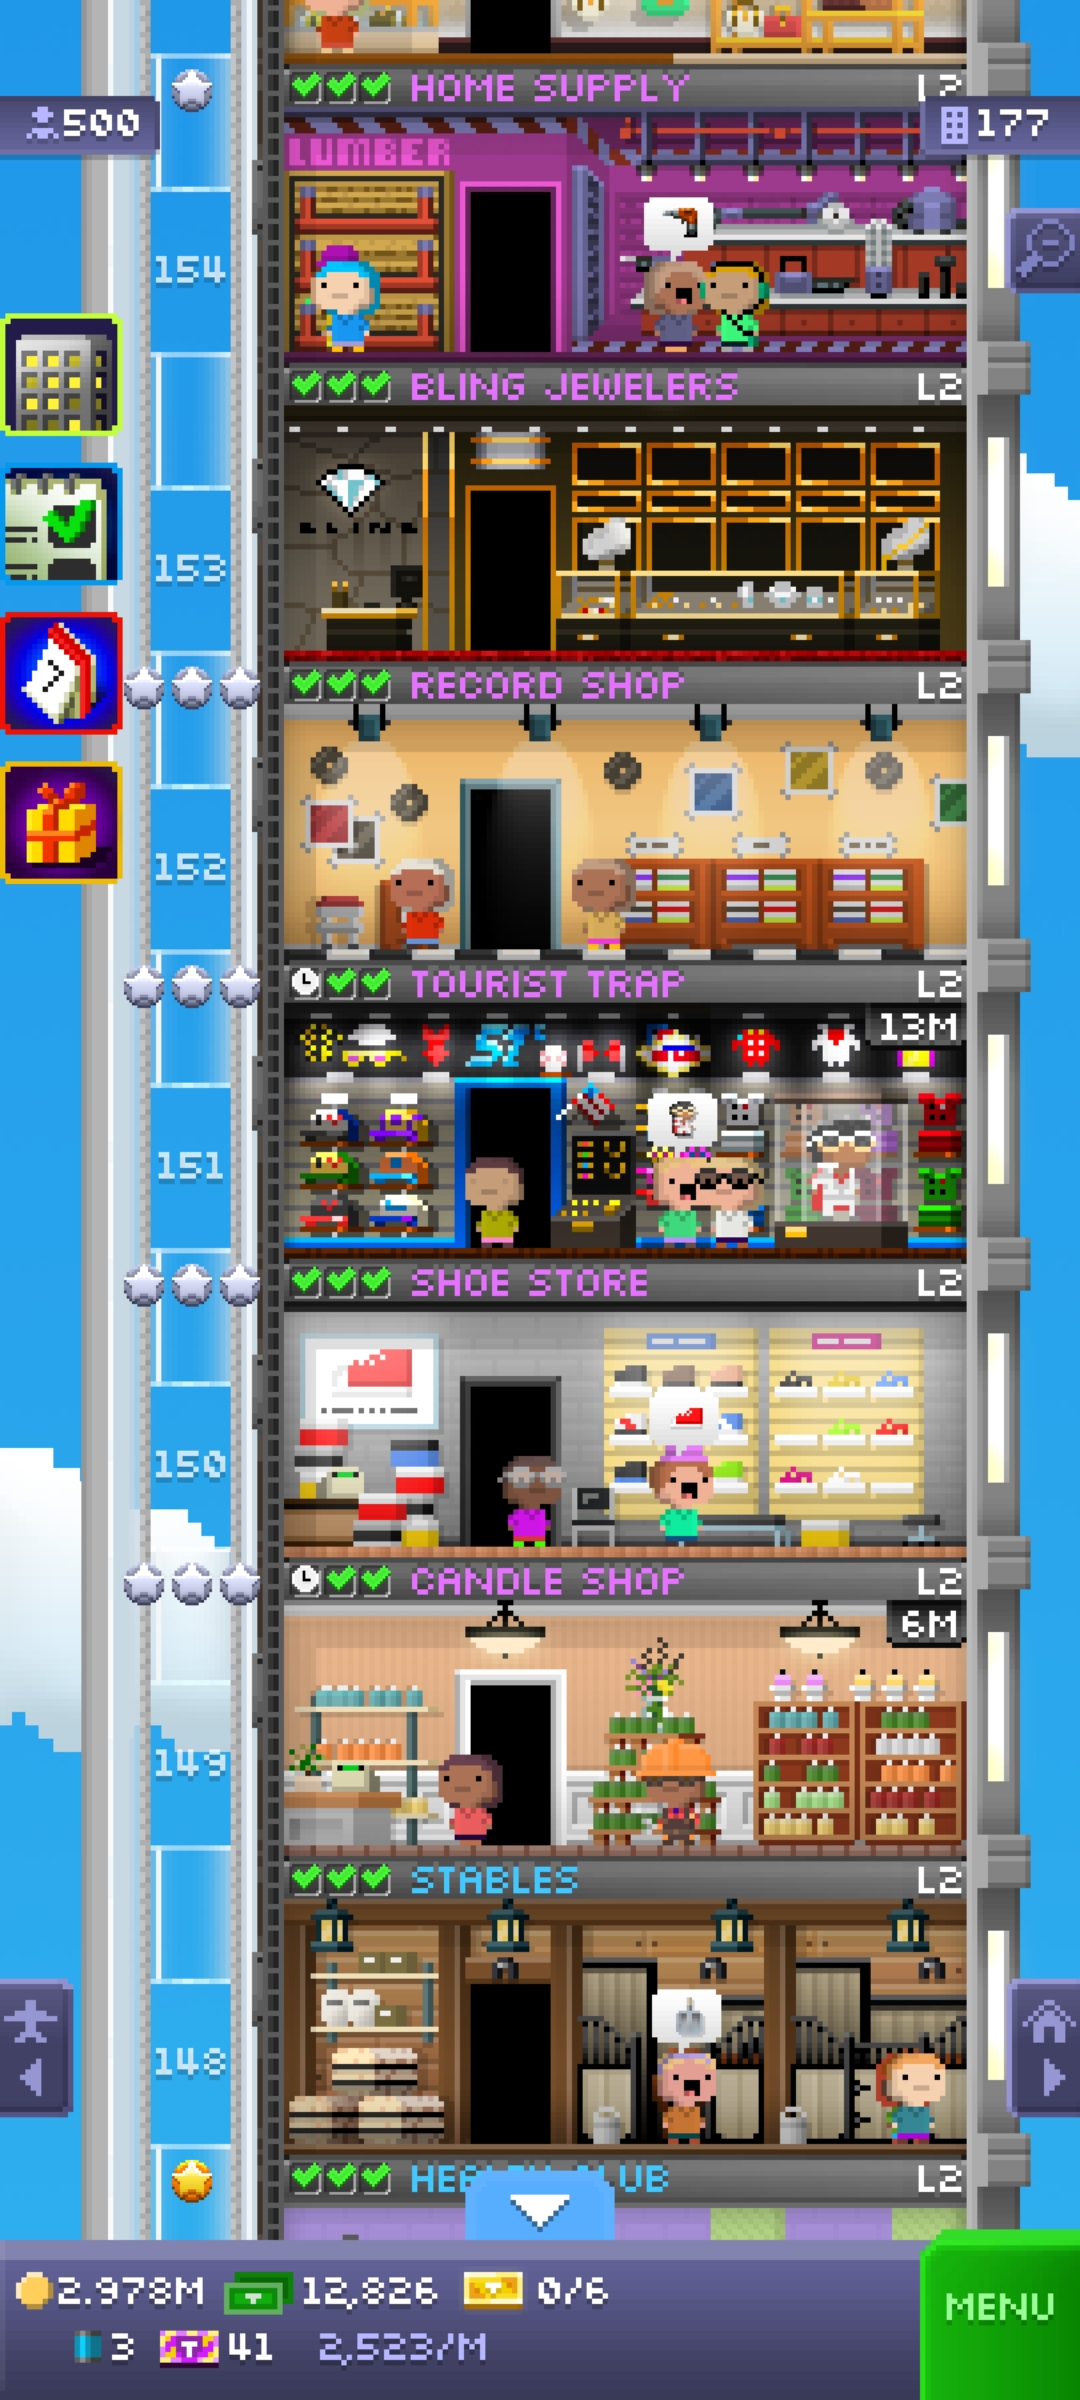 HOME SUPPLY L2
500
177
LUMBER
154
BLING JEWELERS L2
BLING
153
RECORD SHOP L2
152
TOURIST TRAP L2
13M
151
SHOE STORE L2
150
CANDLE SHOP L2
6M
149
STABLES L2
148
L2
2.978M 12,826 0/6
MENU
3 41 2,523/M